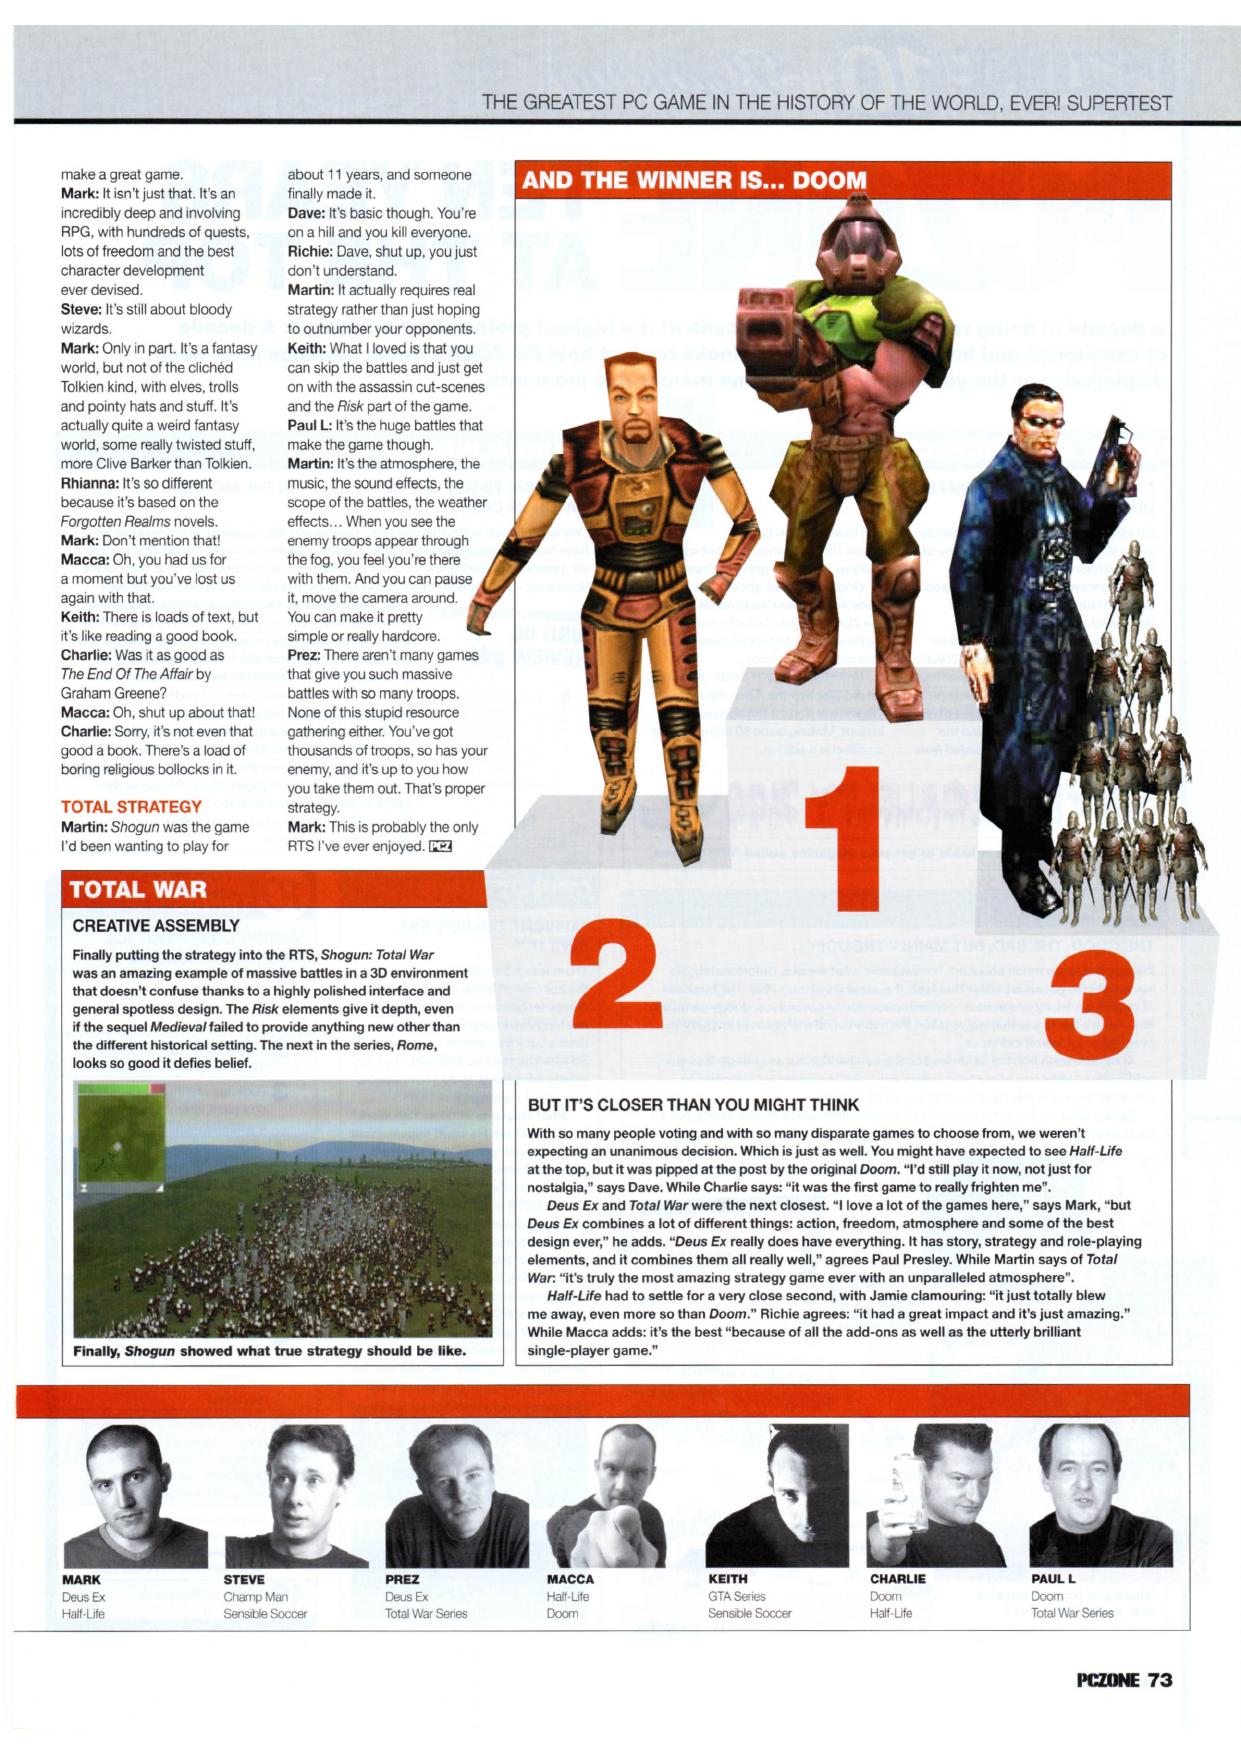 THE GREATEST PC GAME IN THE HISTORY OF THE WORLD, EVER! SUPERTEST
make a great game.
Mark: It isn't just that. It's an
incredibly deep and involving
RPG, with hundreds of quests,
lots of freedom and the best
character development
ever devised.
Steve: It's still about bloody
wizards.
Mark: Only in part. It's a fantasy
world, but not of the clichéd
Tolkien kind, with elves, trolls
and pointy hats and stuff. It's
actually quite a weird fantasy
world, some really twisted stuff,
more Clive Barker than Tolkien.
Rhianna: It's so different
because it's based on the
Forgotten Realms novels.
Mark: Don't mention that!
Macca: Oh, you had us for
a moment but you've lost us
again with that.
Keith: There is loads of text, but
it's like reading a good book.
Charlie: Was it as good as
The End Of The Affair by
Graham Greene?
Macca: Oh, shut up about that!
Charlie: Sorry, it's not even that
good a book. There's a load of
boring religious bollocks in it.
TOTAL STRATEGY
Martin: Shogun was the game
I'd been wanting to play for
about 11 years, and someone
finally made it.
Dave: It's basic though. You're
on a hill and you kill everyone.
Richie: Dave, shut up, you just
don't understand.
Martin: It actually requires real
strategy rather than just hoping
to outnumber your opponents.
Keith: What I loved is that you
can skip the battles and just get
on with the assassin cut-scenes
and the Risk part of the game.
Paul L: It's the huge battles that
make the game though.
Martin: It's the atmosphere, the
music, the sound effects, the
scope of the battles, the weather
effects... When you see the
enemy troops appear through
the fog, you feel you're there
with them. And you can pause
it, move the camera around.
You can make it pretty
simple or really hardcore.
Prez: There aren't many games
that give you such massive
battles with so many troops.
None of this stupid resource
gathering either. You've got
thousands of troops, so has your
enemy, and it's up to you how
you take them out. That's proper
strategy.
Mark: This is probably the only
RTS I've ever enjoyed. PCZ
AND THE WINNER IS... DOOM
1
2
3
TOTAL WAR
CREATIVE ASSEMBLY
Finally putting the strategy into the RTS, Shogun: Total War
was an amazing example of massive battles in a 3D environment
that doesn't confuse thanks to a highly polished interface and
general spotless design. The Risk elements give it depth, even
if the sequel Medieval failed to provide anything new other than
the different historical setting. The next in the series, Rome,
looks so good it defies belief.
Finally, Shogun showed what true strategy should be like.
BUT IT'S CLOSER THAN YOU MIGHT THINK
With so many people voting and with so many disparate games to choose from, we weren't
expecting an unanimous decision. Which is just as well. You might have expected to see Half-Life
at the top, but it was pipped at the post by the original Doom. "I'd still play it now, not just for
nostalgia," says Dave. While Charlie says: "it was the first game to really frighten me".
Deus Ex and Total War were the next closest. "I love a lot of the games here," says Mark, "but
Deus Ex combines a lot of different things: action, freedom, atmosphere and some of the best
design ever," he adds. "Deus Ex really does have everything. It has story, strategy and role-playing
elements, and it combines them all really well," agrees Paul Presley. While Martin says of Total
War: "it's truly the most amazing strategy game ever with an unparalleled atmosphere".
Half-Life had to settle for a very close second, with Jamie clamouring: "it just totally blew
me away, even more so than Doom." Richie agrees: "it had a great impact and it's just amazing."
While Macca adds: it's the best "because of all the add-ons as well as the utterly brilliant
single-player game."
MARK
Deus Ex
Half-Life
STEVE
Champ Man
Sensible Soccer
PREZ
Deus Ex
Total War Series
MACCA
Half-Life
Doom
KEITH
GTA Series
Sensible Soccer
CHARLIE
Doom
Half-Life
PAUL L
Doom
Total War Series
PCZONE 73